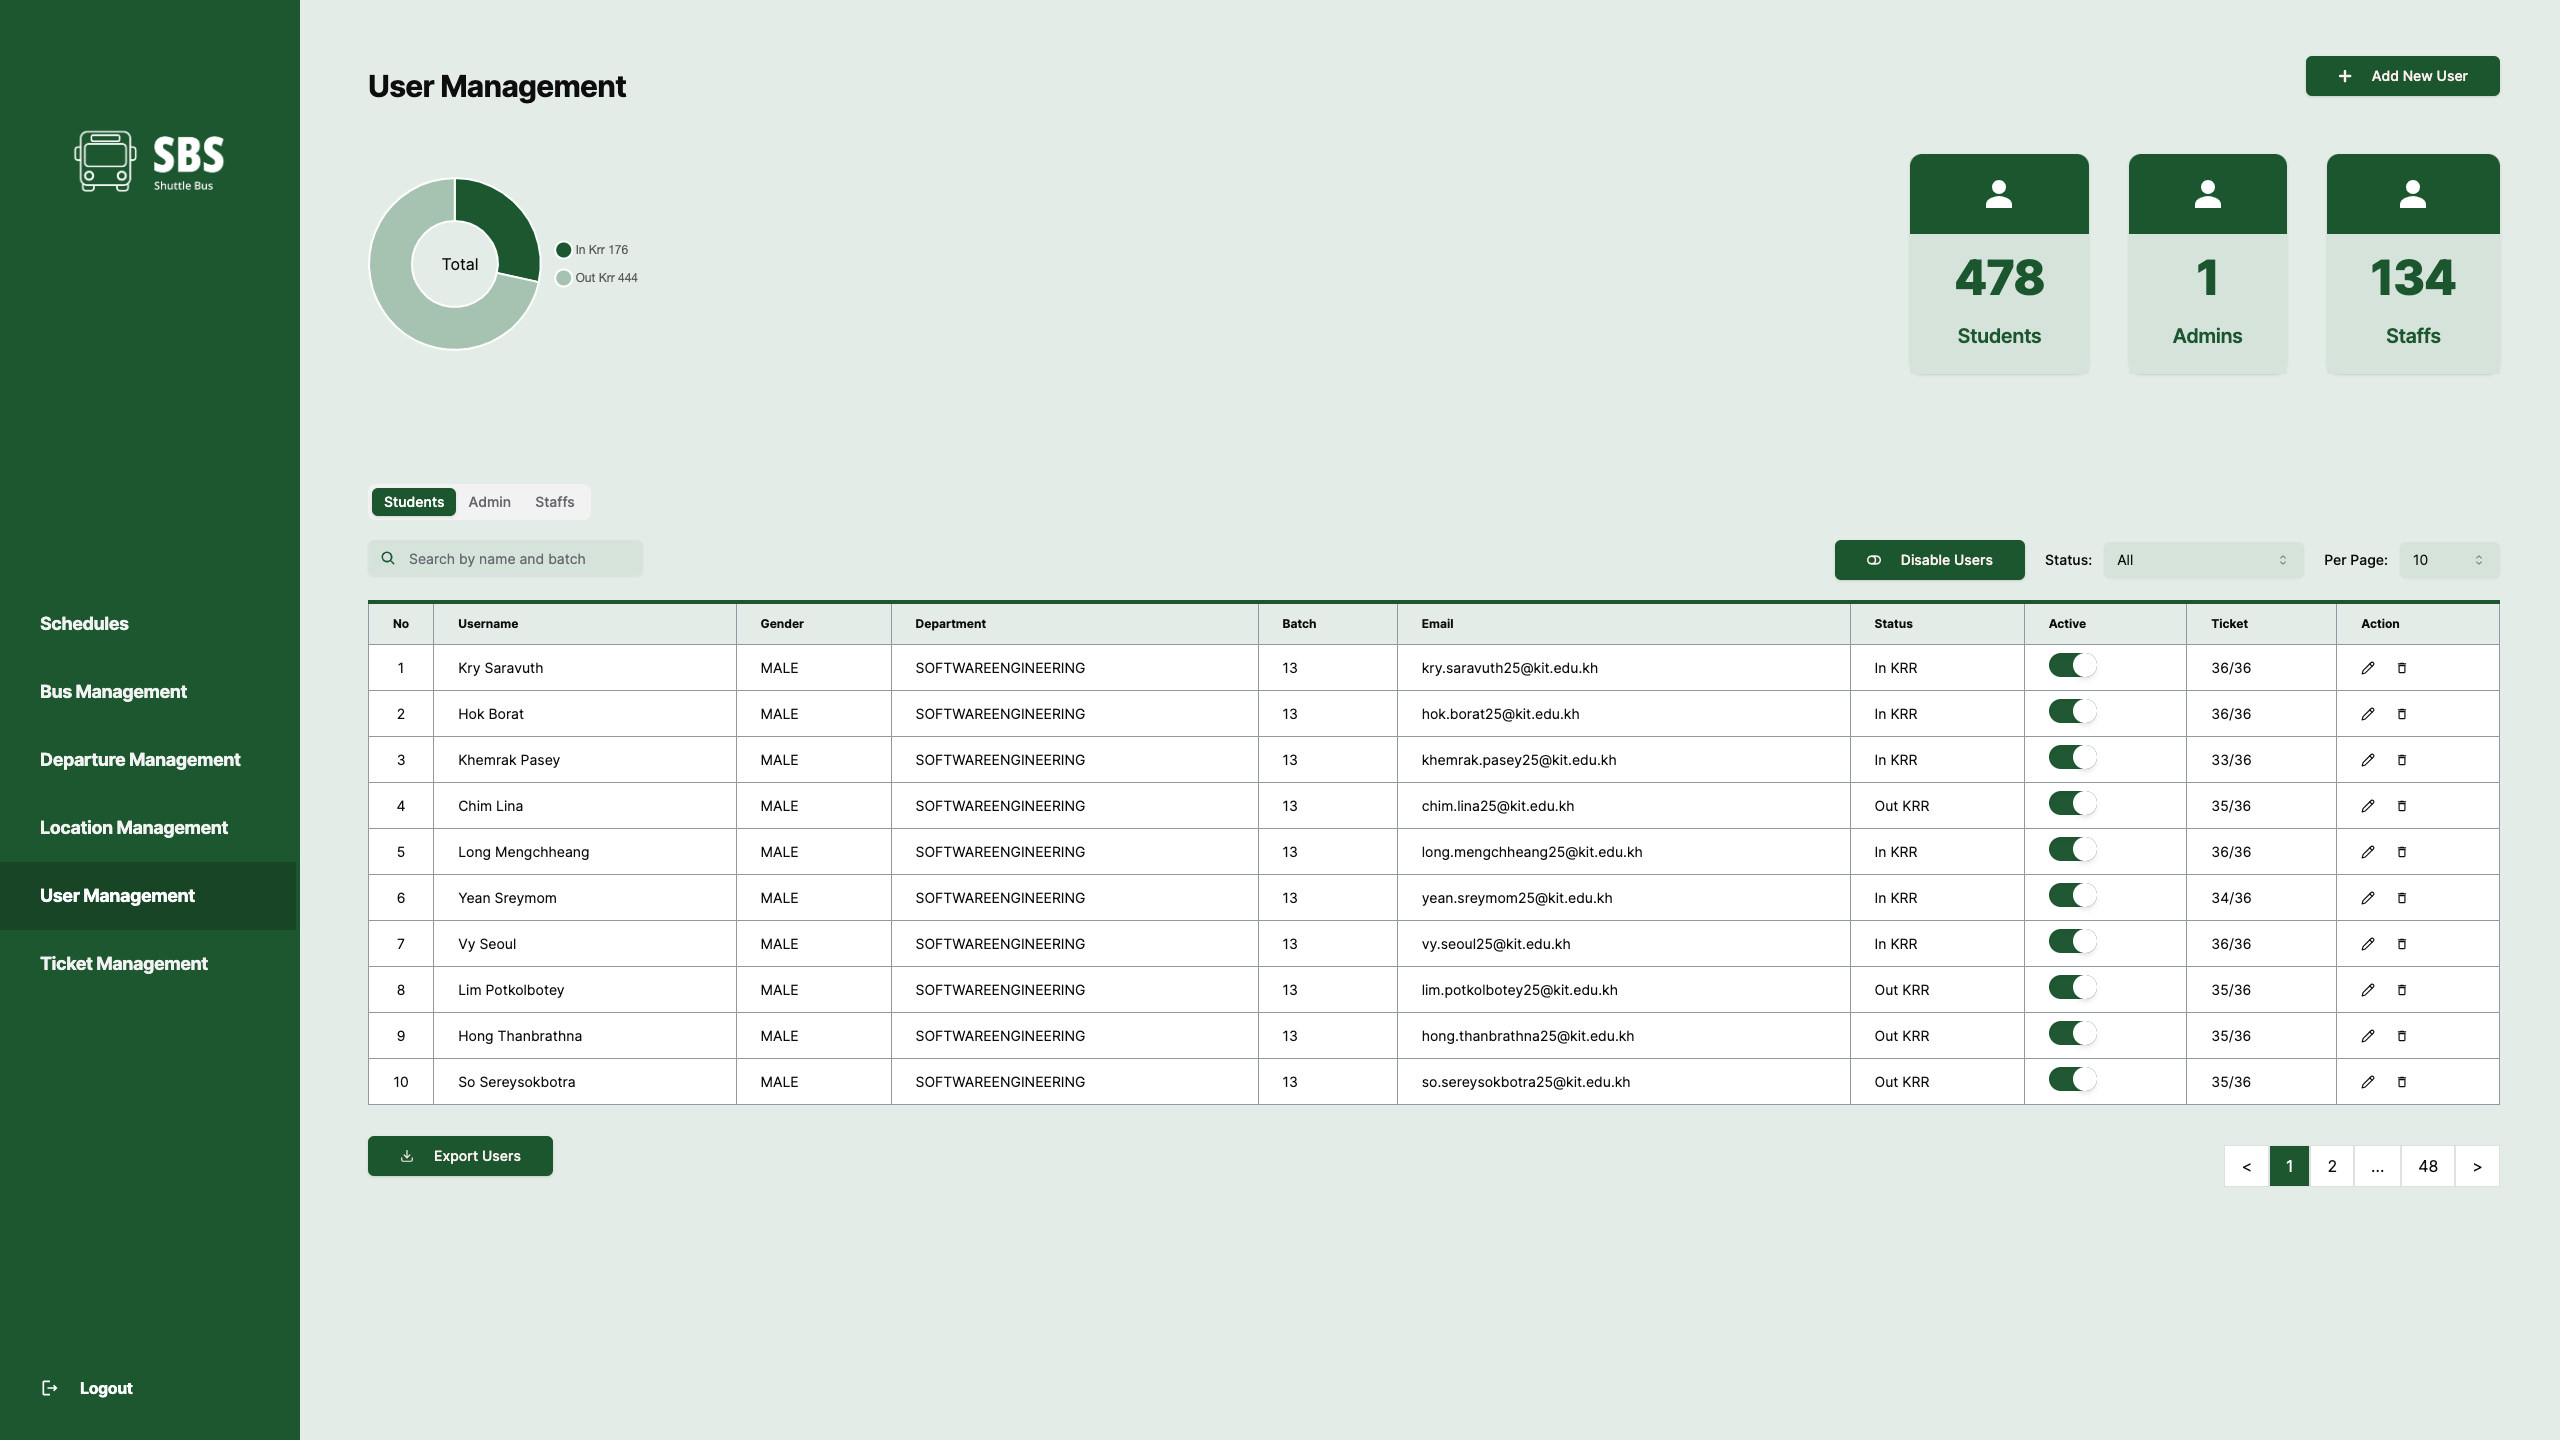 SBS
Shuttle Bus
Schedules
Bus Management
Departure Management
Location Management
User Management
Ticket Management
Logout
User Management
Add New User
Total
In Krr 176
Out Krr 444
478
Students
1
Admins
134
Staffs
Students Admin Staffs
Search by name and batch
Disable Users Status: All Per Page: 10
No Username Gender Department Batch Email Status Active Ticket Action
1 Kry Saravuth MALE SOFTWAREENGINEERING 13 kry.saravuth25@kit.edu.kh In KRR 36/36
2 Hok Borat MALE SOFTWAREENGINEERING 13 hok.borat25@kit.edu.kh In KRR 36/36
3 Khemrak Pasey MALE SOFTWAREENGINEERING 13 khemrak.pasey25@kit.edu.kh In KRR 33/36
4 Chim Lina MALE SOFTWAREENGINEERING 13 chim.lina25@kit.edu.kh Out KRR 35/36
5 Long Mengchheang MALE SOFTWAREENGINEERING 13 long.mengchheang25@kit.edu.kh In KRR 36/36
6 Yean Sreymom MALE SOFTWAREENGINEERING 13 yean.sreymom25@kit.edu.kh In KRR 34/36
7 Vy Seoul MALE SOFTWAREENGINEERING 13 vy.seoul25@kit.edu.kh In KRR 36/36
8 Lim Potkolbotey MALE SOFTWAREENGINEERING 13 lim.potkolbotey25@kit.edu.kh Out KRR 35/36
9 Hong Thanbrathna MALE SOFTWAREENGINEERING 13 hong.thanbrathna25@kit.edu.kh Out KRR 35/36
10 So Sereysokbotra MALE SOFTWAREENGINEERING 13 so.sereysokbotra25@kit.edu.kh Out KRR 35/36
Export Users
< 1 2 ... 48 >